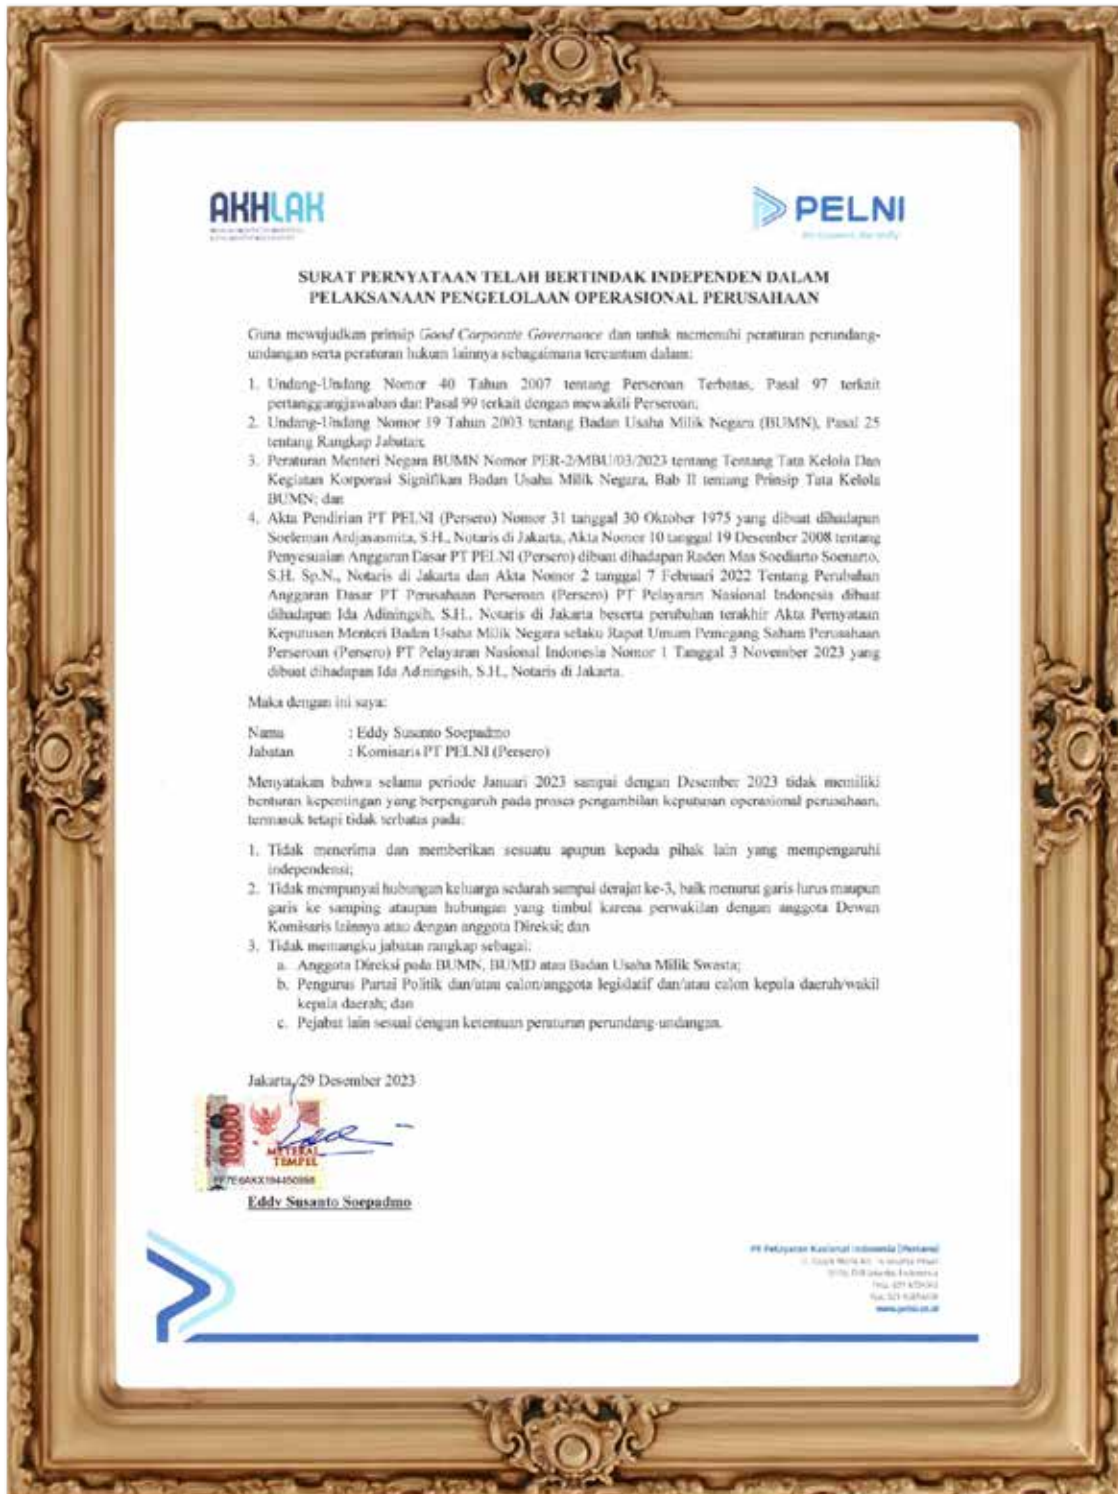 AKHLAK
PELNI
SURAT PERNYATAAN TELAH BERTINDAK INDEPENDEN DALAM
PELAKSANAAN PENGELOLAAN OPERASIONAL PERUSAHAAN
Guna mewujudkan prinsip Good Corporate Governance dan untuk memenuhi peraturan perundang-
undangan serta peraturan hukum lainnya sebagaimana tercantum dalam:
1. Undang-Undang Nomor 40 Tahun 2007 tentang Perseroan Terbatas, Pasal 97 terkait
pertanggungjawaban dan Pasal 99 terkait dengan mewakili Perseroan;
2. Undang-Undang Nomor 19 Tahun 2003 tentang Badan Usaha Milik Negara (BUMN), Pasal 25
tentang Rangkap Jabatan;
3. Peraturan Menteri Negara BUMN Nomor PER-2/MBU/03/2023 tentang Tentang Tata Kelola Dan
Kegiatan Korporasi Signifikan Badan Usaha Milik Negara, Bab II tentang Prinsip Tata Kelola
BUMN; dan
4. Akta Pendirian PT PELNI (Persero) Nomor 31 tanggal 30 Oktober 1975 yang dibuat dihadapan
Soeleman Ardjasasmita, S.H., Notaris di Jakarta, Akta Nomor 10 tanggal 19 Desember 2008 tentang
Penyesuaian Anggaran Dasar PT PELNI (Persero) dibuat dihadapan Raden Mas Soediarto Soenarto,
S.H. Sp.N., Notaris di Jakarta dan Akta Nomor 2 tanggal 7 Februari 2022 Tentang Perubahan
Anggaran Dasar PT Perusahaan Perseroan (Persero) PT Pelayaran Nasional Indonesia dibuat
dihadapan Ida Adiningsih, S.H., Notaris di Jakarta beserta perubahan terakhir Akta Pernyataan
Keputusan Menteri Badan Usaha Milik Negara selaku Rapat Umum Pemegang Saham Perusahaan
Perseroan (Persero) PT Pelayaran Nasional Indonesia Nomor 1 Tanggal 3 November 2023 yang
dibuat dihadapan Ida Adiningsih, S.H., Notaris di Jakarta.
Maka dengan ini saya:
Nama : Eddy Susanto Soepadmo
Jabatan : Komisaris PT PELNI (Persero)
Menyatakan bahwa selama periode Januari 2023 sampai dengan Desember 2023 tidak memiliki
benturan kepentingan yang berpengaruh pada proses pengambilan keputusan operasional perusahaan,
termasuk tetapi tidak terbatas pada:
1. Tidak menerima dan memberikan sesuatu apapun kepada pihak lain yang mempengaruhi
independensi;
2. Tidak mempunyai hubungan keluarga sedarah sampai derajat ke-3, baik menurut garis lurus maupun
garis ke samping ataupun hubungan yang timbul karena perwakilan dengan anggota Dewan
Komisaris lainnya atau dengan anggota Direksi; dan
3. Tidak memangku jabatan rangkap sebagai:
a. Anggota Direksi pada BUMN, BUMD atau Badan Usaha Milik Swasta;
b. Pengurus Partai Politik dan/atau calon/anggota legislatif dan/atau calon kepala daerah/wakil
kepala daerah; dan
c. Pejabat lain sesuai dengan ketentuan peraturan perundang-undangan.
Jakarta, 29 Desember 2023
10.000
METERAI
TEMPEL
Eddy Susanto Soepadmo
PT Pelayaran Nasional Indonesia (Persero)
www.pelni.co.id